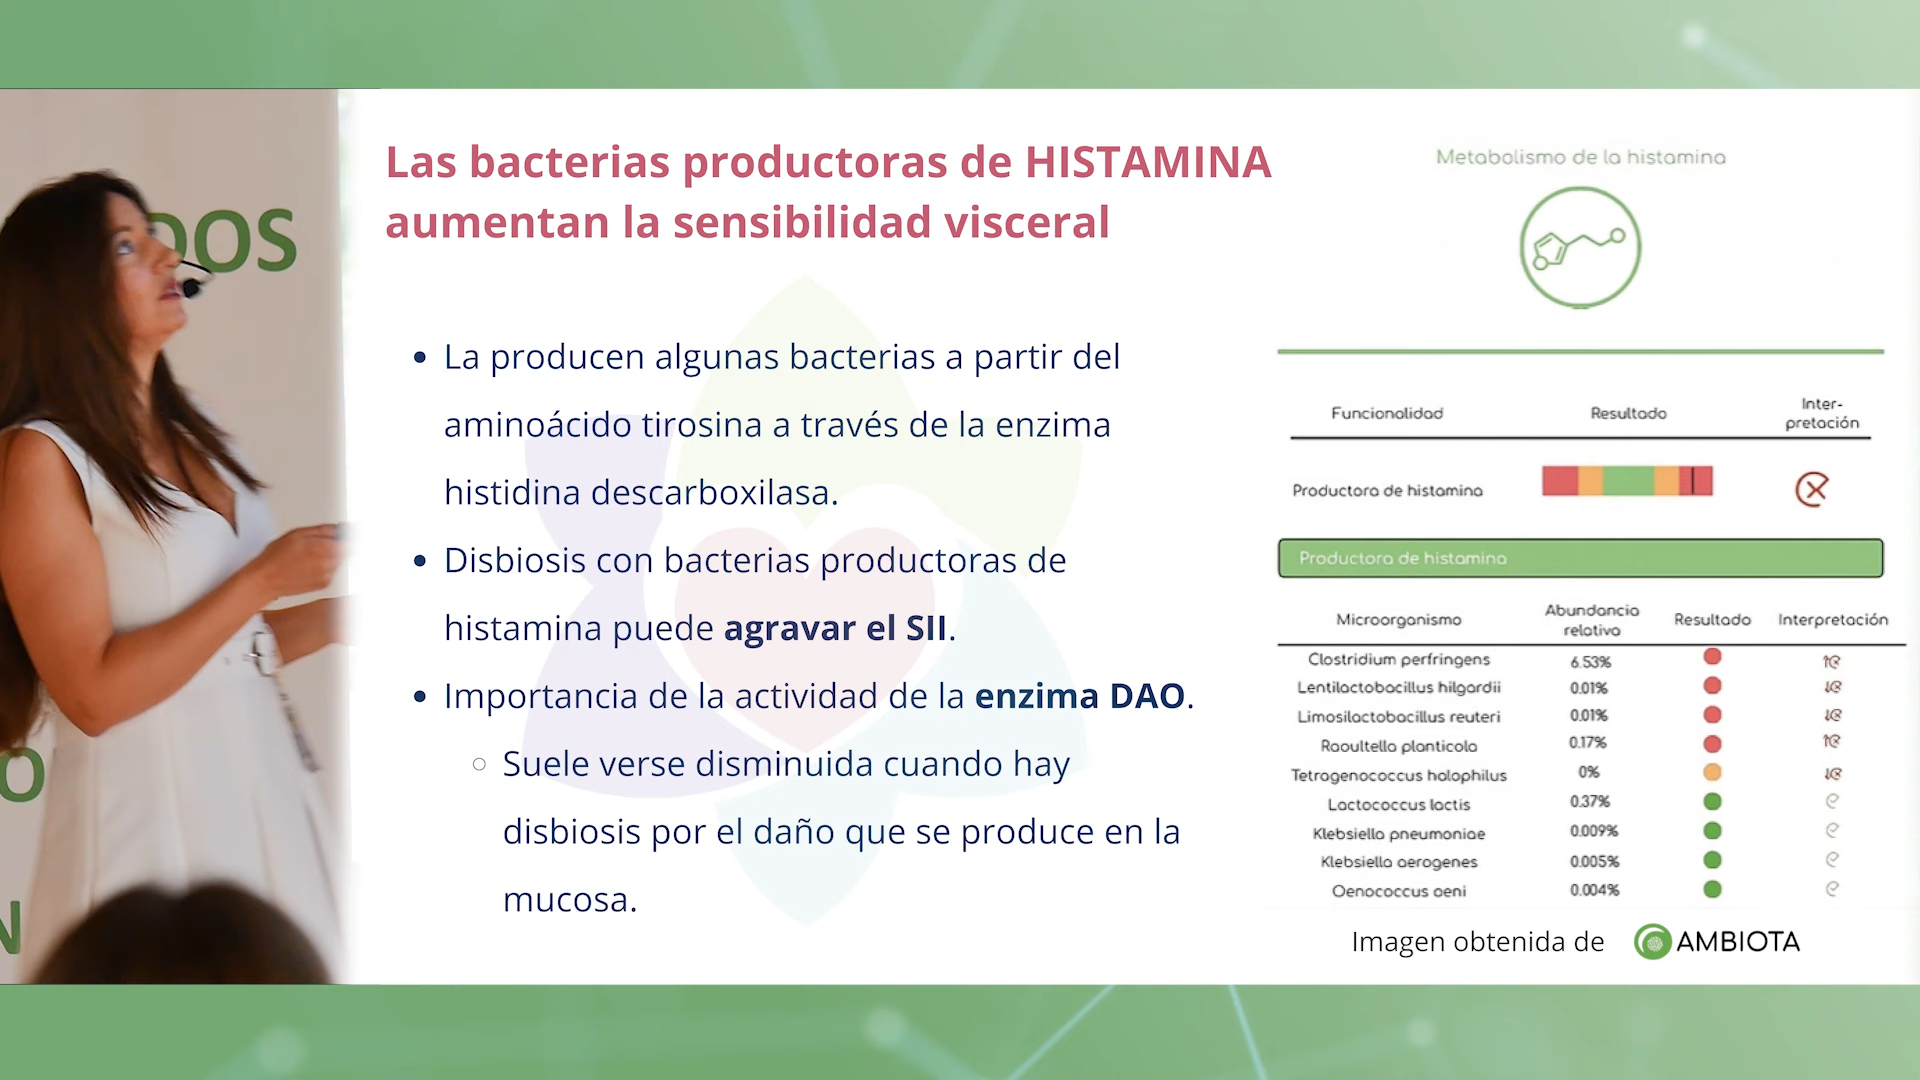 DOS
O
N
Las bacterias productoras de HISTAMINA
aumentan la sensibilidad visceral
• La producen algunas bacterias a partir del
aminoácido tirosina a través de la enzima
histidina descarboxilasa.
• Disbiosis con bacterias productoras de
histamina puede agravar el SII.
• Importancia de la actividad de la enzima DAO.
○ Suele verse disminuida cuando hay
disbiosis por el daño que se produce en la
mucosa.
Metabolismo de la histamina
Funcionalidad Resultado Inter-
pretación
Productora de histamina
Productora de histamina
Microorganismo Abundancia relativa Resultado Interpretación
Clostridium perfringens 6.53%
Lentilactobacillus hilgardii 0.01%
Limosilactobacillus reuteri 0.01%
Raoultella planticola 0.17%
Tetrogenococcus halophilus 0%
Lactococcus lactis 0.37%
Klebsiella pneumoniae 0.009%
Klebsiella aerogenes 0.005%
Oenococcus oeni 0.004%
Imagen obtenida de AMBIOTA